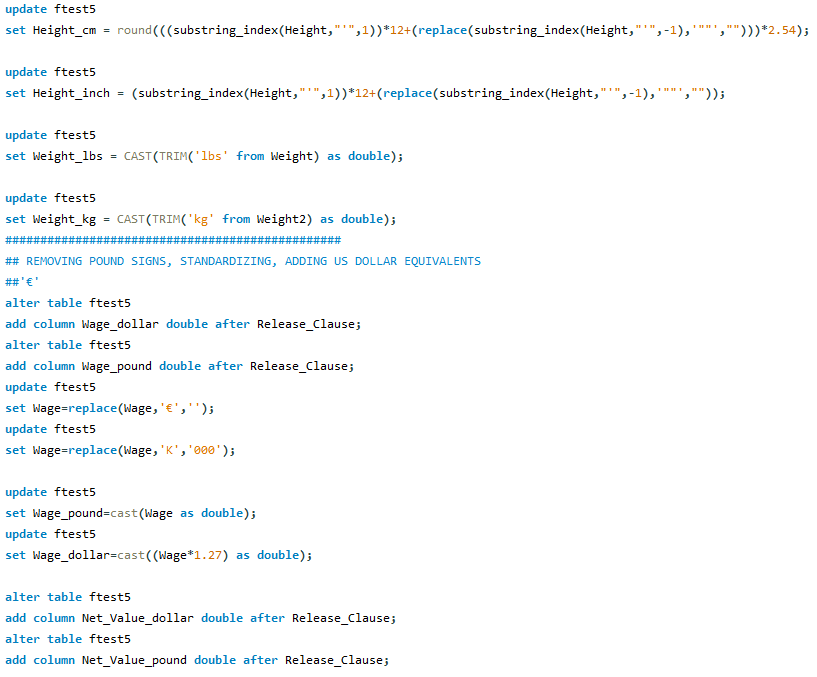 update ftest5
set Height_cm = round(((substring_index(Height,"'",1))*12+(replace(substring_index(Height,"'",-1),'""',"")))*2.54);
update ftest5
set Height_inch = (substring_index(Height,"'",1))*12+(replace(substring_index(Height,"'",-1),'""',""));
update ftest5
set Weight_lbs = CAST(TRIM('lbs' from Weight) as double);
update ftest5
set Weight_kg = CAST(TRIM('kg' from Weight2) as double);
################################################
## REMOVING POUND SIGNS, STANDARDIZING, ADDING US DOLLAR EQUIVALENTS
##'€'
alter table ftest5
add column Wage_dollar double after Release_Clause;
alter table ftest5
add column Wage_pound double after Release_Clause;
update ftest5
set Wage=replace(Wage,'€','');
update ftest5
set Wage=replace(Wage,'K','000');
update ftest5
set Wage_pound=cast(Wage as double);
update ftest5
set Wage_dollar=cast((Wage*1.27) as double);
alter table ftest5
add column Net_Value_dollar double after Release_Clause;
alter table ftest5
add column Net_Value_pound double after Release_Clause;